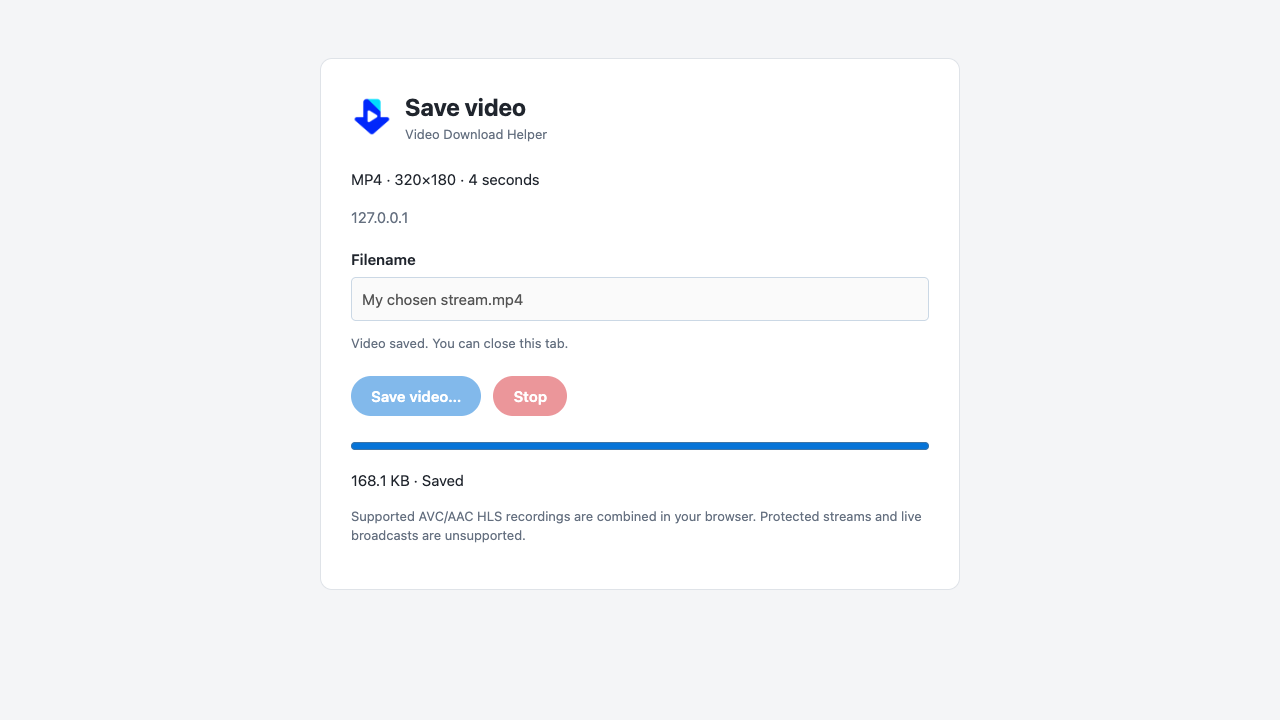 Save video
Video Download Helper
MP4 · 320×180 · 4 seconds
127.0.0.1
Filename
My chosen stream.mp4
Video saved. You can close this tab.
Save video... Stop
168.1 KB · Saved
Supported AVC/AAC HLS recordings are combined in your browser. Protected streams and live
broadcasts are unsupported.